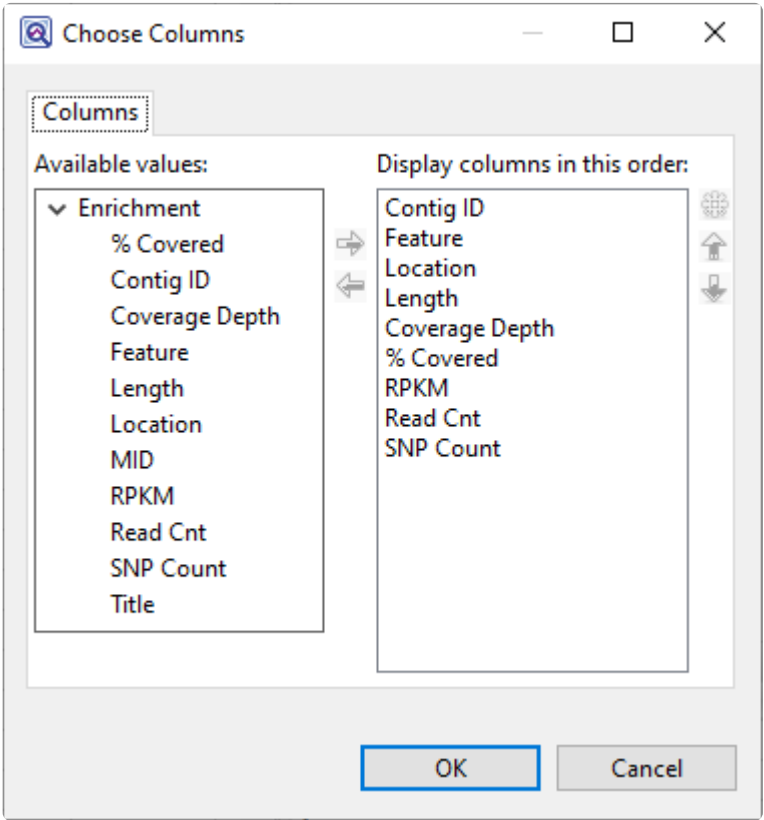 Choose Columns
Columns
Available values:
Enrichment
% Covered
Contig ID
Coverage Depth
Feature
Length
Location
MID
RPKM
Read Cnt
SNP Count
Title
Display columns in this order:
Contig ID
Feature
Location
Length
Coverage Depth
% Covered
RPKM
Read Cnt
SNP Count
OK
Cancel